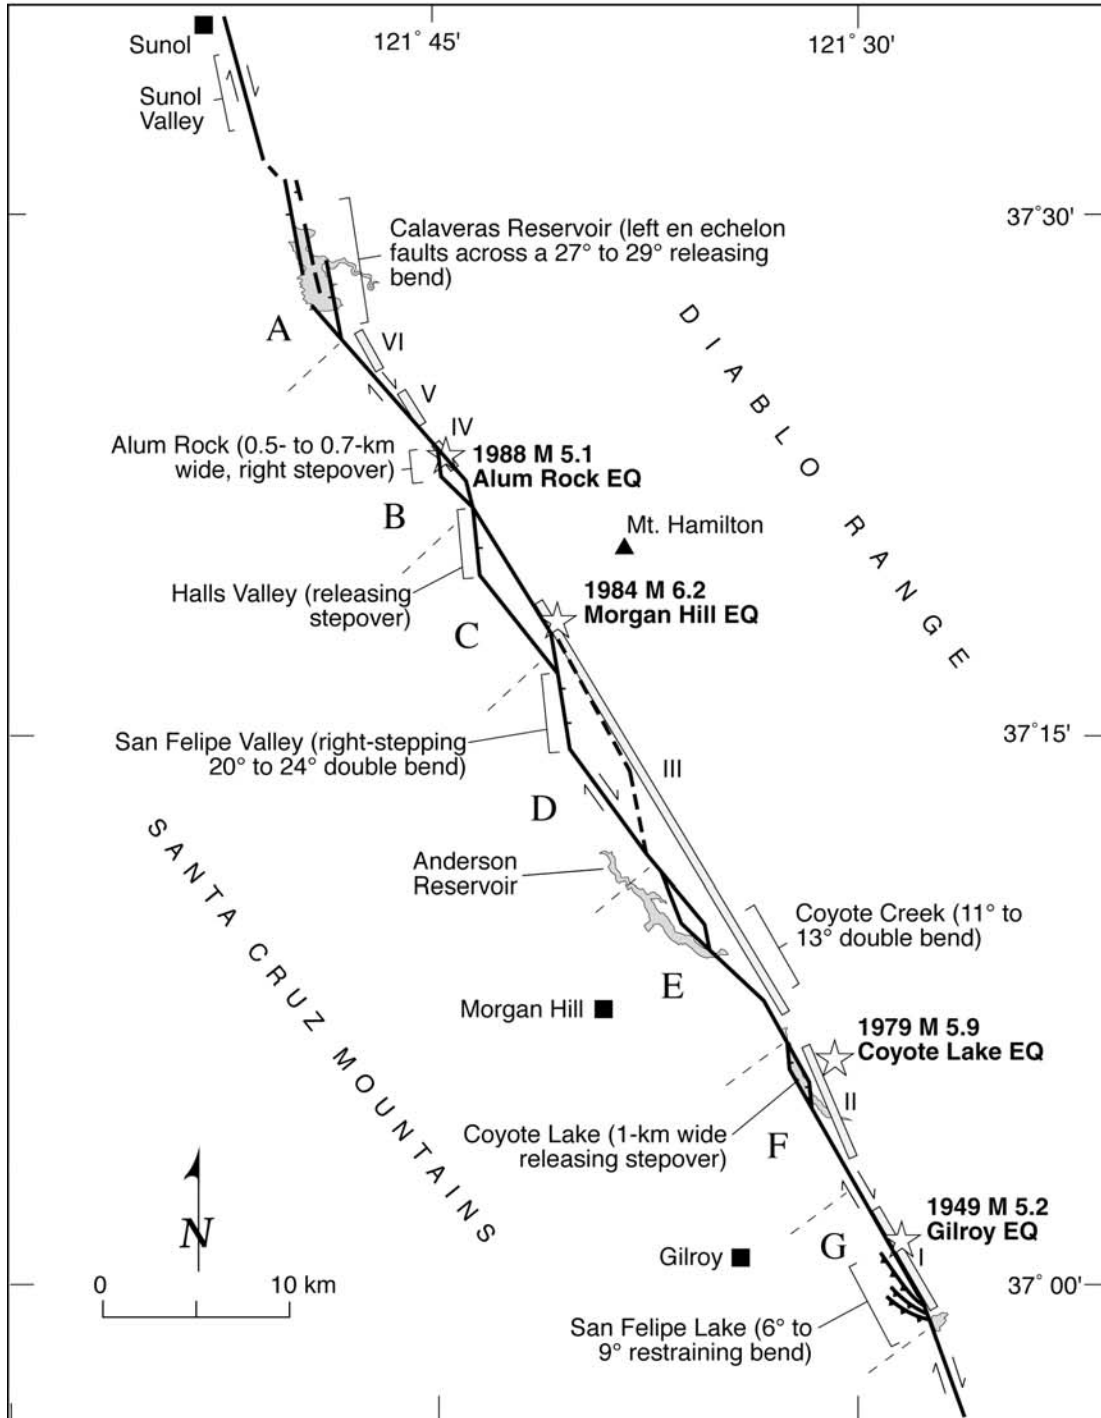 Sunol
121° 45'
121° 30'
Sunol
Valley
37°30'
Calaveras Reservoir (left en echelon
faults across a 27° to 29° releasing
bend)
A
VI
V
IV
Alum Rock (0.5- to 0.7-km
wide, right stepover)
1988 M 5.1
Alum Rock EQ
B
DIABLO RANGE
Mt. Hamilton
Halls Valley (releasing
stepover)
1984 M 6.2
Morgan Hill EQ
C
San Felipe Valley (right-stepping
20° to 24° double bend)
37°15'
III
D
SANTA CRUZ MOUNTAINS
Anderson
Reservoir
Coyote Creek (11° to
13° double bend)
E
Morgan Hill
1979 M 5.9
Coyote Lake EQ
II
Coyote Lake (1-km wide
releasing stepover)
F
N
1949 M 5.2
Gilroy EQ
G
Gilroy
I
0
10 km
37° 00'
San Felipe Lake (6° to
9° restraining bend)